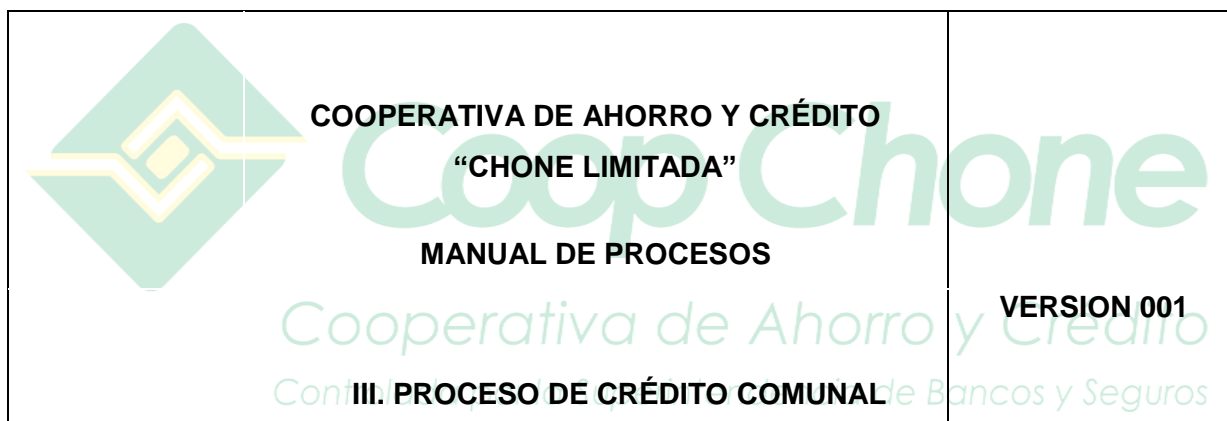 COOPERATIVA DE AHORRO Y CRÉDITO
“CHONE LIMITADA”
Coop Chone
MANUAL DE PROCESOS
VERSION 001
Cooperativa de Ahorro y Crédito
III. PROCESO DE CRÉDITO COMUNAL
de Bancos y Seguros